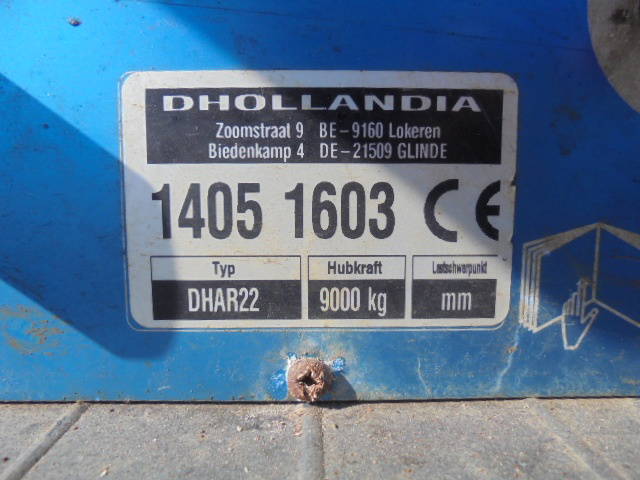 DHOLLANDIA
Zoomstraat 9 BE-9160 Lokeren
Biedenkamp 4 DE-21509 GLINDE
1405 1603 CE
Typ Hubkraft Lastschwerpunkt
DHAR22 9000 kg mm